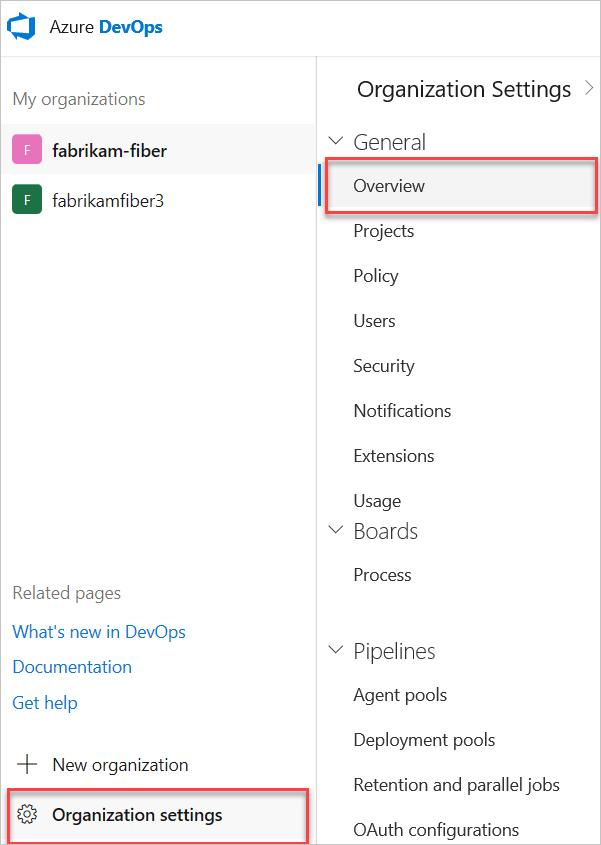 Azure DevOps
My organizations
F fabrikam-fiber
F fabrikamfiber3
Related pages
What's new in DevOps
Documentation
Get help
New organization
Organization settings
Organization Settings
General
Overview
Projects
Policy
Users
Security
Notifications
Extensions
Usage
Boards
Process
Pipelines
Agent pools
Deployment pools
Retention and parallel jobs
OAuth configurations